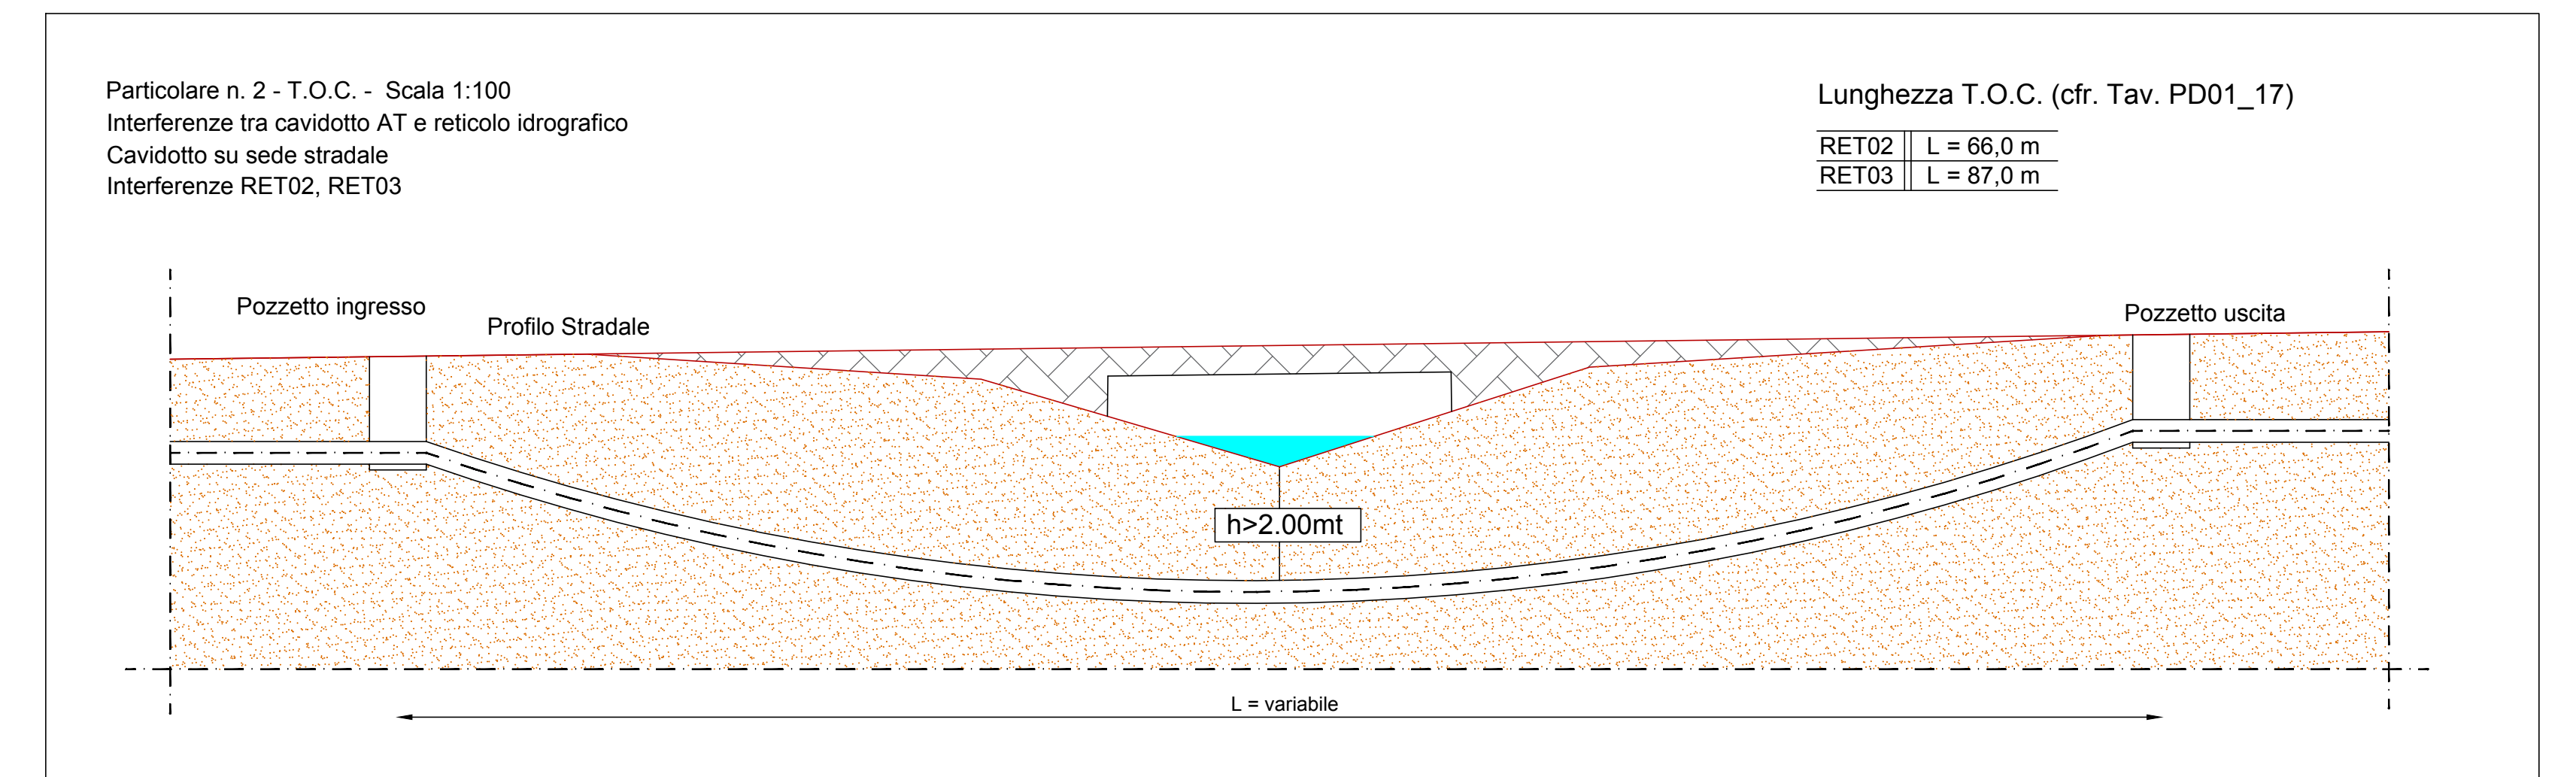 Particolare n. 2 - T.O.C. - Scala 1:100
Interferenze tra cavidotto AT e reticolo idrografico
Cavidotto su sede stradale
Interferenze RET02, RET03
Lunghezza T.O.C. (cfr. Tav. PD01_17)
RET02 L = 66,0 m
RET03 L = 87,0 m
Pozzetto ingresso
Profilo Stradale
Pozzetto uscita
h>2.00mt
L = variabile